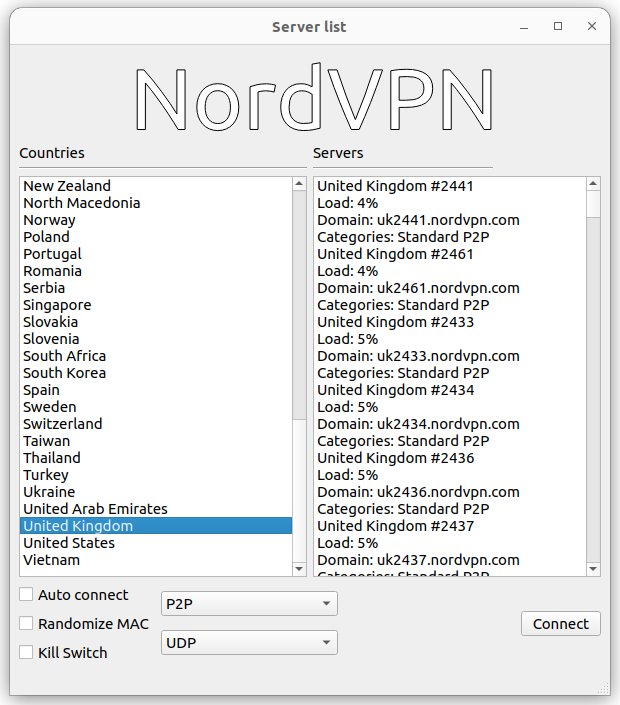 Server list
NordVPN
Countries
Servers
New Zealand
North Macedonia
Norway
Poland
Portugal
Romania
Serbia
Singapore
Slovakia
Slovenia
South Africa
South Korea
Spain
Sweden
Switzerland
Taiwan
Thailand
Turkey
Ukraine
United Arab Emirates
United Kingdom
United States
Vietnam
United Kingdom #2441
Load: 4%
Domain: uk2441.nordvpn.com
Categories: Standard P2P
United Kingdom #2461
Load: 4%
Domain: uk2461.nordvpn.com
Categories: Standard P2P
United Kingdom #2433
Load: 5%
Domain: uk2433.nordvpn.com
Categories: Standard P2P
United Kingdom #2434
Load: 5%
Domain: uk2434.nordvpn.com
Categories: Standard P2P
United Kingdom #2436
Load: 5%
Domain: uk2436.nordvpn.com
Categories: Standard P2P
United Kingdom #2437
Load: 5%
Domain: uk2437.nordvpn.com
Categories: Standard P2P
Auto connect
Randomize MAC
Kill Switch
P2P
UDP
Connect